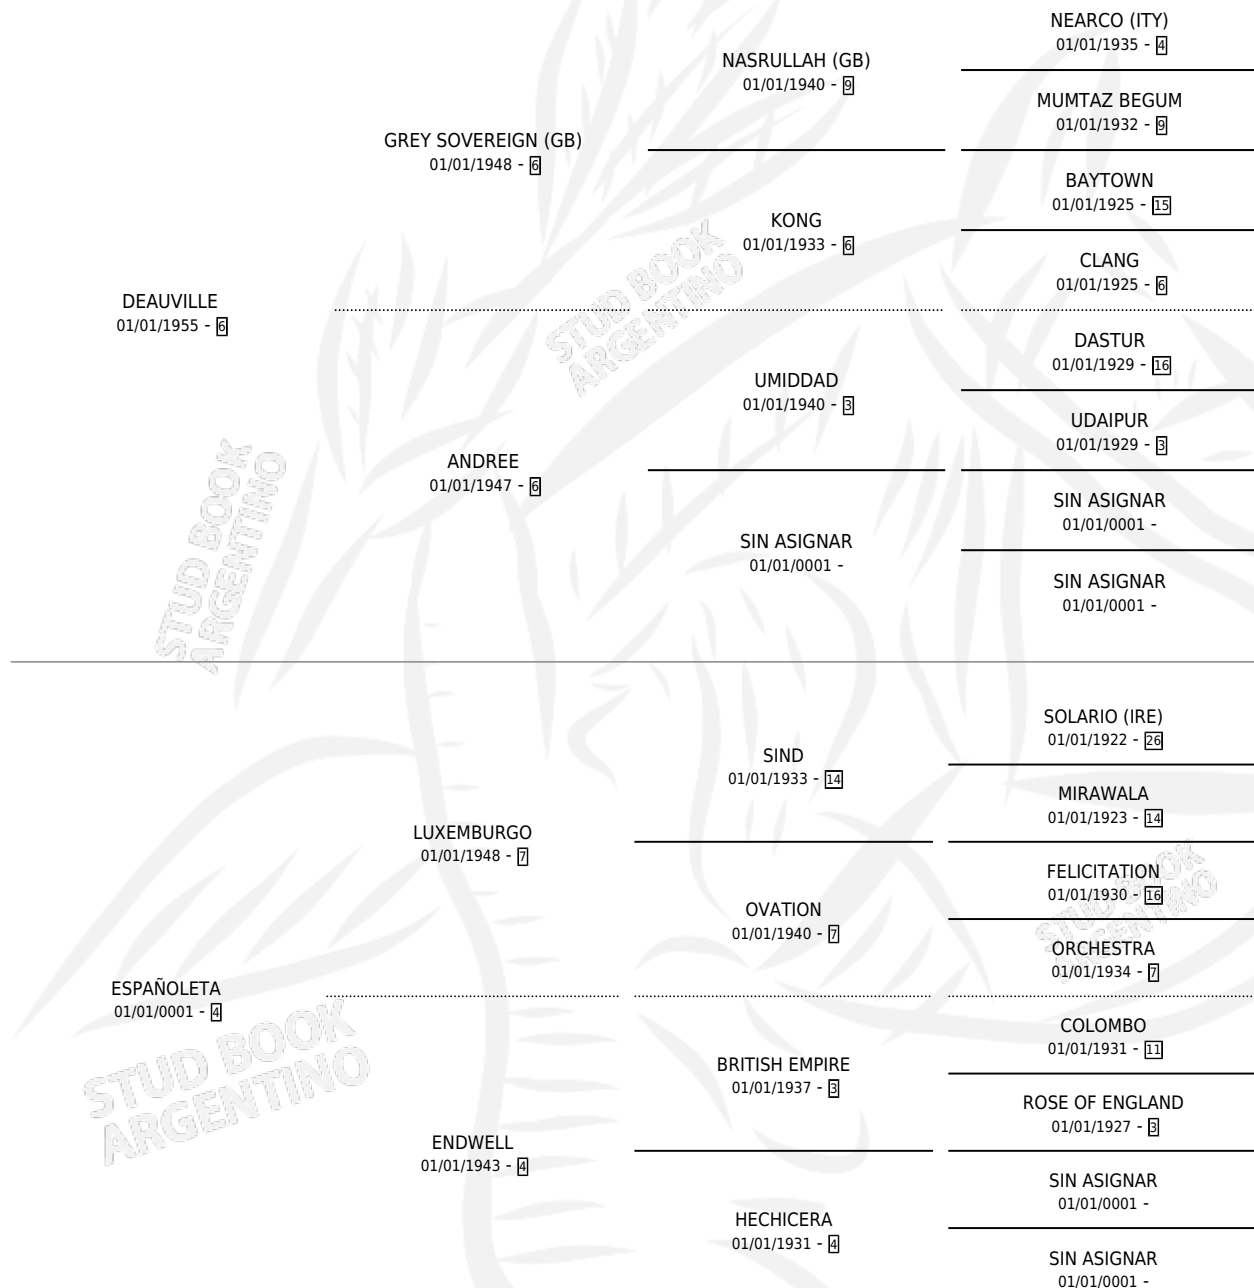 NEARCO (ITY)
01/01/1935 - 4
NASRULLAH (GB)
01/01/1940 - 9
MUMTAZ BEGUM
01/01/1932 - 9
GREY SOVEREIGN (GB)
01/01/1948 - 6
BAYTOWN
01/01/1925 - 15
KONG
01/01/1933 - 6
CLANG
01/01/1925 - 6
STUD BOOK
ARGENTINO
DEAUVILLE
01/01/1955 - 6
DASTUR
01/01/1929 - 16
UMIDDAD
01/01/1940 - 3
UDAIPUR
01/01/1929 - 3
ANDREE
01/01/1947 - 6
SIN ASIGNAR
01/01/0001 -
SIN ASIGNAR
01/01/0001 -
SIN ASIGNAR
01/01/0001 -
STUD BOOK
ARGENTINO
SOLARIO (IRE)
01/01/1922 - 26
SIND
01/01/1933 - 14
MIRAWALA
01/01/1923 - 14
LUXEMBURGO
01/01/1948 - 7
FELICITATION
01/01/1930 - 16
OVATION
01/01/1940 - 7
STUD BOOK
ARGENTINO
ORCHESTRA
01/01/1934 - 7
ESPAÑOLETA
01/01/0001 - 4
COLOMBO
01/01/1931 - 11
STUD BOOK
ARGENTINO
BRITISH EMPIRE
01/01/1937 - 3
ROSE OF ENGLAND
01/01/1927 - 3
ENDWELL
01/01/1943 - 4
SIN ASIGNAR
01/01/0001 -
HECHICERA
01/01/1931 - 4
SIN ASIGNAR
01/01/0001 -